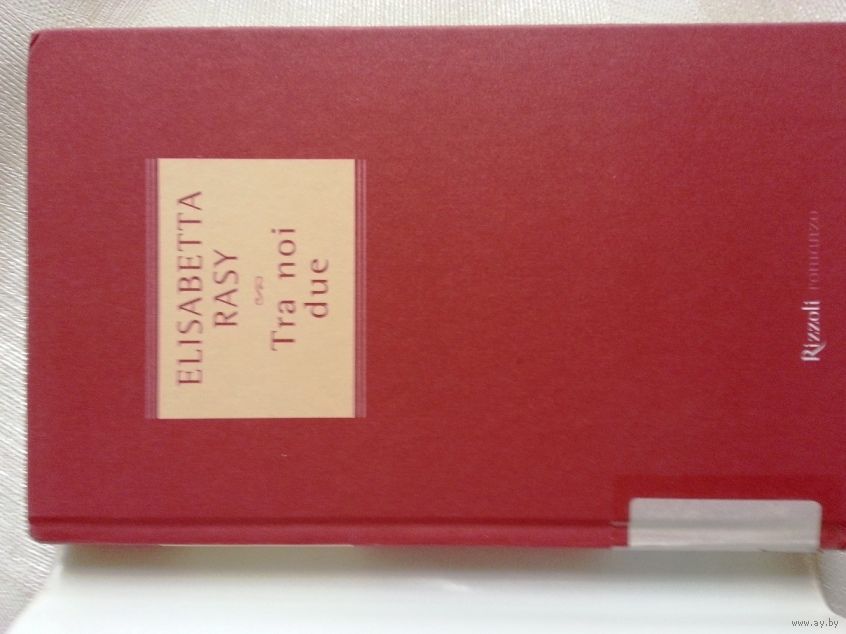 ELISABETTA
RASY
Tra noi
due
Rizzoli romanzo
www.ay.by